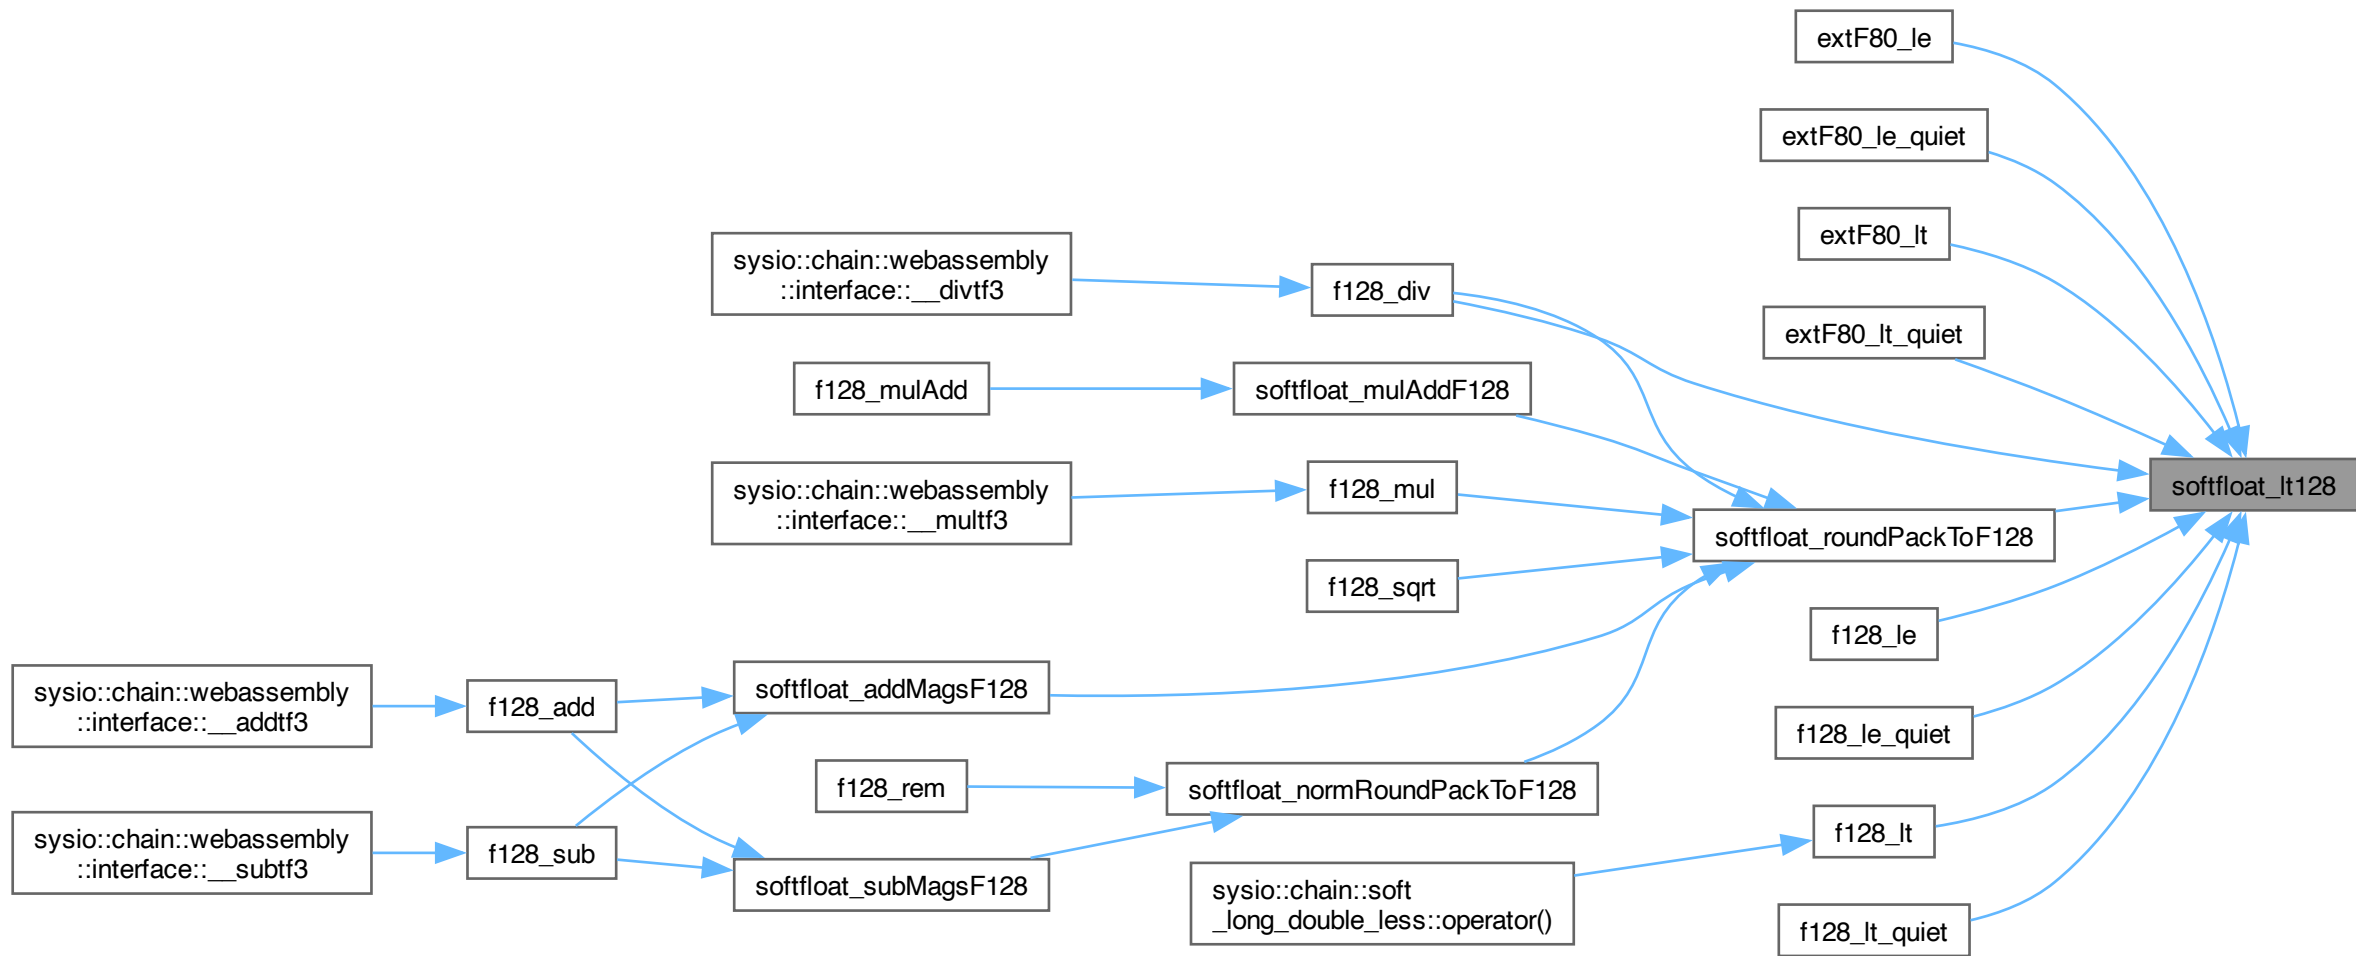 extF80_le
extF80_le_quiet
extF80_lt
sysio::chain::webassembly
::interface::__divtf3
f128_div
extF80_lt_quiet
f128_mulAdd
softfloat_mulAddF128
sysio::chain::webassembly
::interface::__multf3
f128_mul
softfloat_lt128
softfloat_roundPackToF128
f128_sqrt
f128_le
sysio::chain::webassembly
::interface::__addtf3
f128_add
softfloat_addMagsF128
f128_le_quiet
f128_rem
softfloat_normRoundPackToF128
sysio::chain::webassembly
::interface::__subtf3
f128_sub
softfloat_subMagsF128
f128_lt
sysio::chain::soft
_long_double_less::operator()
f128_lt_quiet